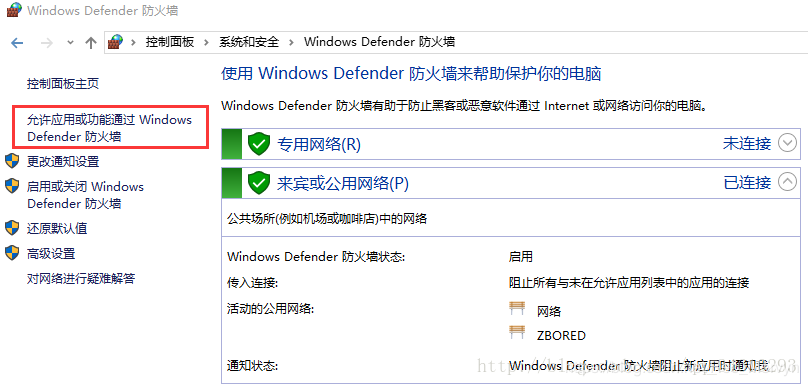 Windows Defender 防火墙
控制面板 › 系统和安全 › Windows Defender 防火墙
控制面板主页
允许应用或功能通过 Windows
Defender 防火墙
更改通知设置
启用或关闭 Windows
Defender 防火墙
还原默认值
高级设置
对网络进行疑难解答
使用 Windows Defender 防火墙来帮助保护你的电脑
Windows Defender 防火墙有助于防止黑客或恶意软件通过 Internet 或网络访问你的电脑。
专用网络(R) 未连接
来宾或公用网络(P) 已连接
公共场所(例如机场或咖啡店)中的网络
Windows Defender 防火墙状态: 启用
传入连接: 阻止所有与未在允许应用列表中的应用的连接
活动的公用网络: 网络
ZBORED
通知状态: Windows Defender 防火墙阻止新应用时通知我